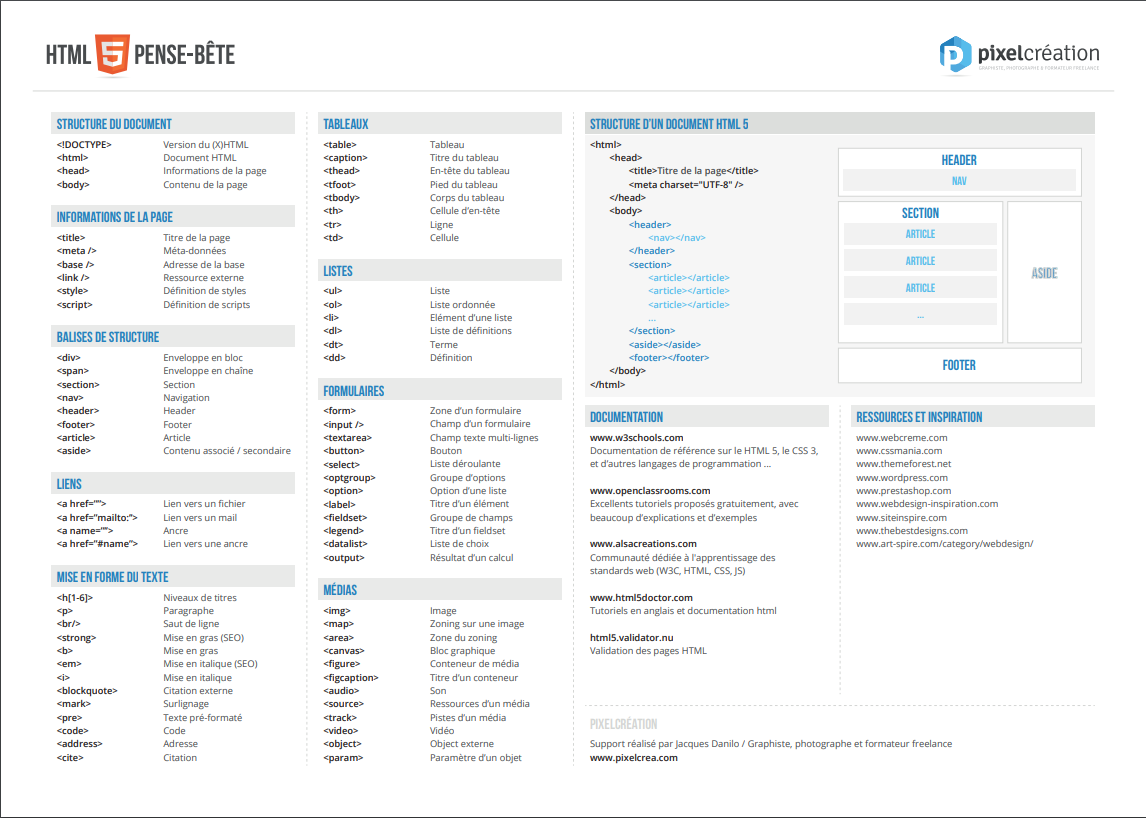 HTML 5 PENSE-BÊTE
pixelcréation
GRAPHISTE, PHOTOGRAPHE & FORMATEUR FREELANCE
STRUCTURE DU DOCUMENT
<!DOCTYPE> Version du (X)HTML
<html> Document HTML
<head> Informations de la page
<body> Contenu de la page
INFORMATIONS DE LA PAGE
<title> Titre de la page
<meta /> Méta-données
<base /> Adresse de la base
<link /> Ressource externe
<style> Définition de styles
<script> Définition de scripts
BALISES DE STRUCTURE
<div> Enveloppe en bloc
<span> Enveloppe en chaîne
<section> Section
<nav> Navigation
<header> Header
<footer> Footer
<article> Article
<aside> Contenu associé / secondaire
LIENS
<a href=""> Lien vers un fichier
<a href="mailto:"> Lien vers un mail
<a name=""> Ancre
<a href="#name"> Lien vers une ancre
MISE EN FORME DU TEXTE
<h[1-6]> Niveaux de titres
<p> Paragraphe
<br/> Saut de ligne
<strong> Mise en gras (SEO)
<b> Mise en gras
<em> Mise en italique (SEO)
<i> Mise en italique
<blockquote> Citation externe
<mark> Surlignage
<pre> Texte pré-formaté
<code> Code
<address> Adresse
<cite> Citation
TABLEAUX
<table> Tableau
<caption> Titre du tableau
<thead> En-tête du tableau
<tfoot> Pied du tableau
<tbody> Corps du tableau
<th> Cellule d'en-tête
<tr> Ligne
<td> Cellule
LISTES
<ul> Liste
<ol> Liste ordonnée
<li> Elément d'une liste
<dl> Liste de définitions
<dt> Terme
<dd> Définition
FORMULAIRES
<form> Zone d'un formulaire
<input /> Champ d'un formulaire
<textarea> Champ texte multi-lignes
<button> Bouton
<select> Liste déroulante
<optgroup> Groupe d'options
<option> Option d'une liste
<label> Titre d'un élément
<fieldset> Groupe de champs
<legend> Titre d'un fieldset
<datalist> Liste de choix
<output> Résultat d'un calcul
MÉDIAS
<img> Image
<map> Zoning sur une image
<area> Zone du zoning
<canvas> Bloc graphique
<figure> Conteneur de média
<figcaption> Titre d'un conteneur
<audio> Son
<source> Ressources d'un média
<track> Pistes d'un média
<video> Vidéo
<object> Object externe
<param> Paramètre d'un objet
STRUCTURE D'UN DOCUMENT HTML 5
<html>
<head>
<title>Titre de la page</title>
<meta charset="UTF-8" />
</head>
<body>
<header>
<nav></nav>
</header>
<section>
<article></article>
<article></article>
<article></article>
...
</section>
<aside></aside>
<footer></footer>
</body>
</html>
HEADER
NAV
SECTION
ARTICLE
ARTICLE
ARTICLE
...
ASIDE
FOOTER
DOCUMENTATION
www.w3schools.com
Documentation de référence sur le HTML 5, le CSS 3,
et d'autres langages de programmation ...
www.openclassrooms.com
Excellents tutoriels proposés gratuitement, avec
beaucoup d'explications et d'exemples
www.alsacreations.com
Communauté dédiée à l'apprentissage des
standards web (W3C, HTML, CSS, JS)
www.html5doctor.com
Tutoriels en anglais et documentation html
html5.validator.nu
Validation des pages HTML
RESSOURCES ET INSPIRATION
www.webcreme.com
www.cssmania.com
www.themeforest.net
www.wordpress.com
www.prestashop.com
www.webdesign-inspiration.com
www.siteinspire.com
www.thebestdesigns.com
www.art-spire.com/category/webdesign/
PIXELCRÉATION
Support réalisé par Jacques Danilo / Graphiste, photographe et formateur freelance
www.pixelcrea.com